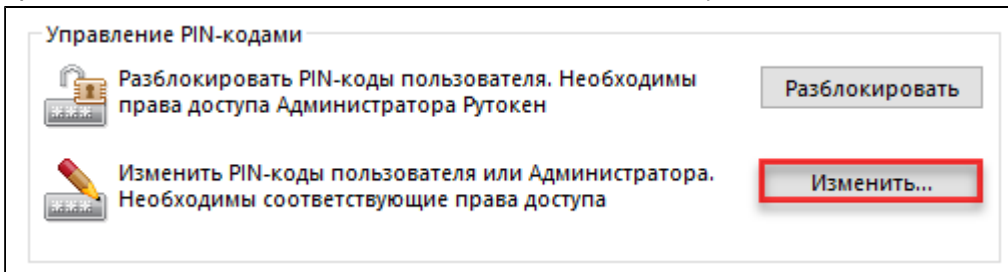 Управление PIN-кодами
Разблокировать PIN-коды пользователя. Необходимы
права доступа Администратора Рутокен
Разблокировать
Изменить PIN-коды пользователя или Администратора.
Необходимы соответствующие права доступа
Изменить...